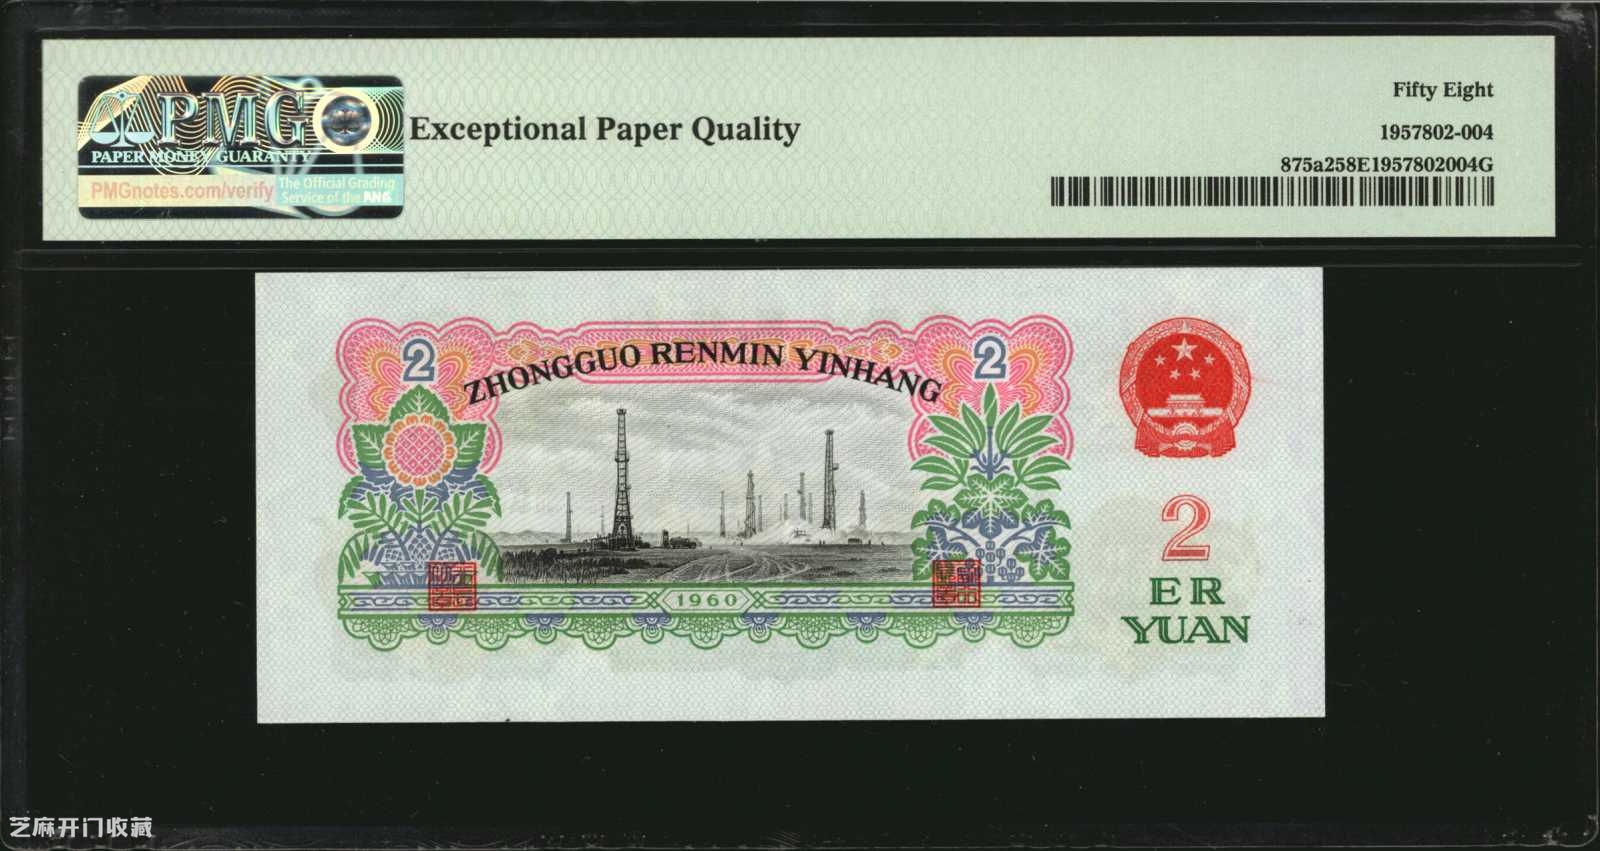 PMG
PAPER MONEY GUARANTY
PMGnotes.com/verify
The Official Grading
Service of the ANA
Exceptional Paper Quality
Fifty Eight
1957802-004
875a258E1957802004G
2
ZHONGGUO RENMIN YINHANG
2
1960
2
ER
YUAN
芝麻开门收藏